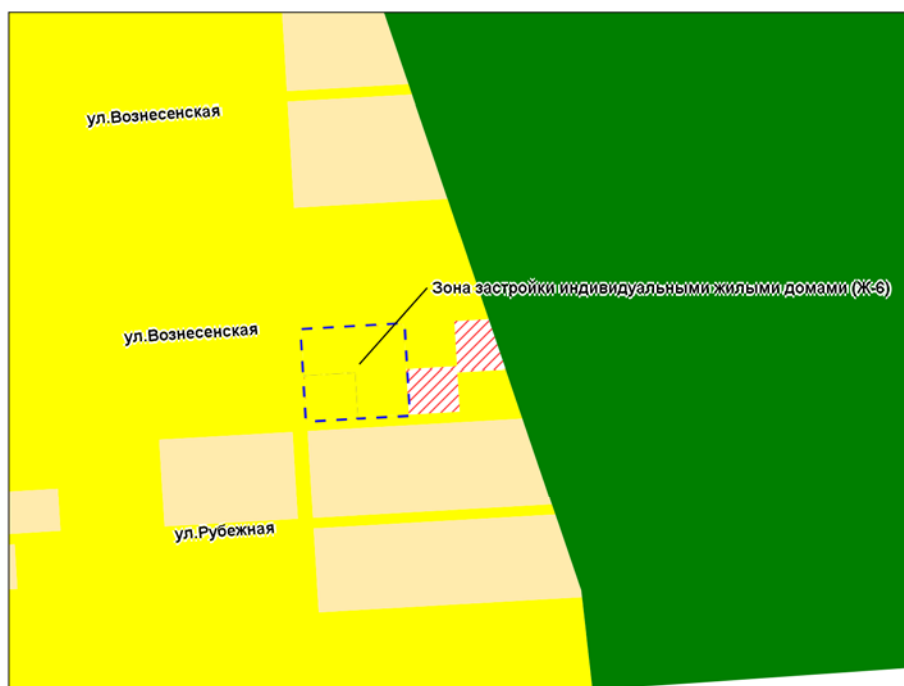 ул.Вознесенская
Зона застройки индивидуальными жилыми домами (Ж-6)
ул.Вознесенская
ул.Рубежная